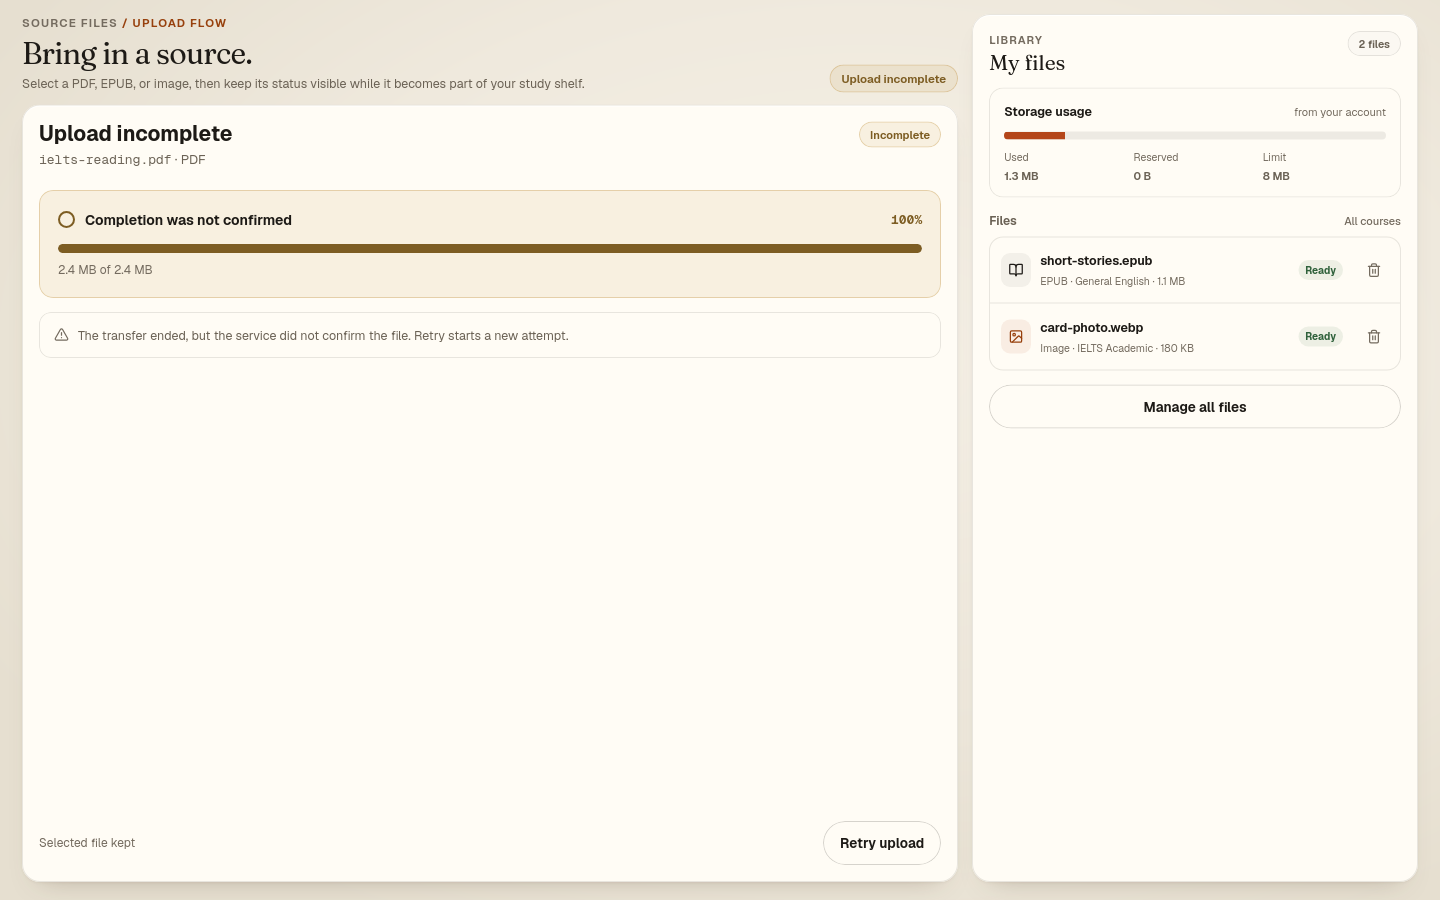 SOURCE FILES / UPLOAD FLOW
Bring in a source.
Select a PDF, EPUB, or image, then keep its status visible while it becomes part of your study shelf.
Upload incomplete
Upload incomplete
Incomplete
ielts-reading.pdf · PDF
Completion was not confirmed
100%
2.4 MB of 2.4 MB
The transfer ended, but the service did not confirm the file. Retry starts a new attempt.
Selected file kept
Retry upload
LIBRARY
My files
2 files
Storage usage
from your account
Used
Reserved
Limit
1.3 MB
0 B
8 MB
Files
All courses
short-stories.epub
EPUB · General English · 1.1 MB
Ready
card-photo.webp
Image · IELTS Academic · 180 KB
Ready
Manage all files